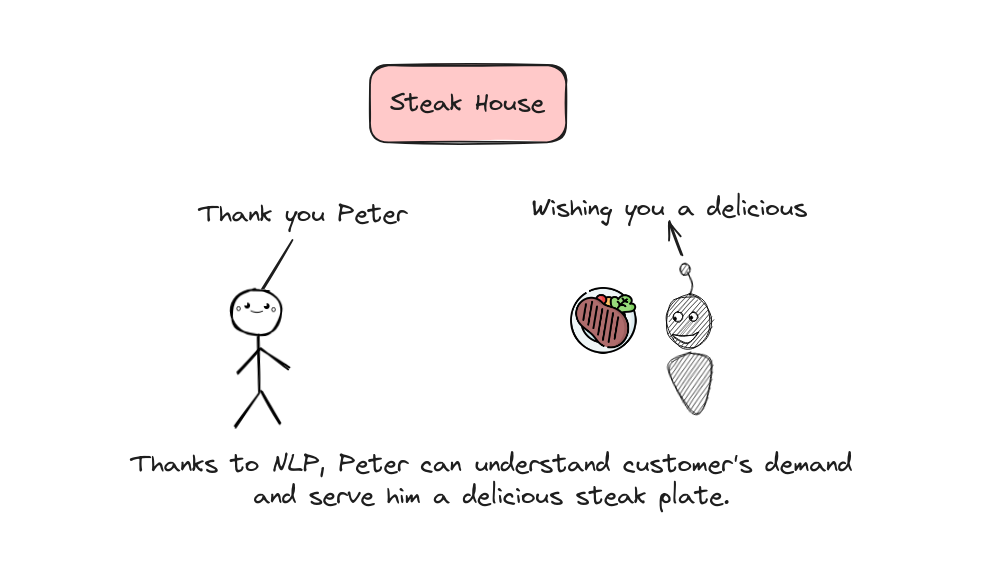 Steak House
Thank you Peter
Wishing you a delicious
Thanks to NLP, Peter can understand customer's demand
and serve him a delicious steak plate.